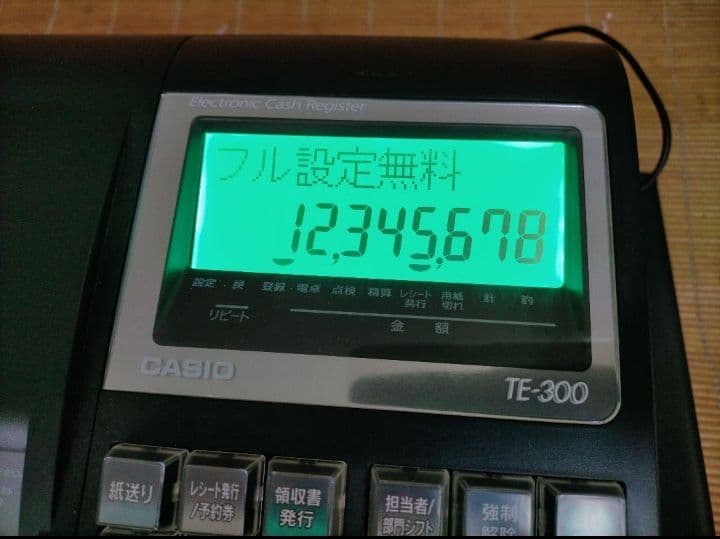 Electronic Cash Register
フル設定無料
12,345,678
設定 戻 登録 電卓 点検 精算 レシート発行 用紙切れ 計 釣
リピート 金額
CASIO TE-300
紙送り レシート発行/予約券 領収書発行 担当者/部門シフト 強制解除